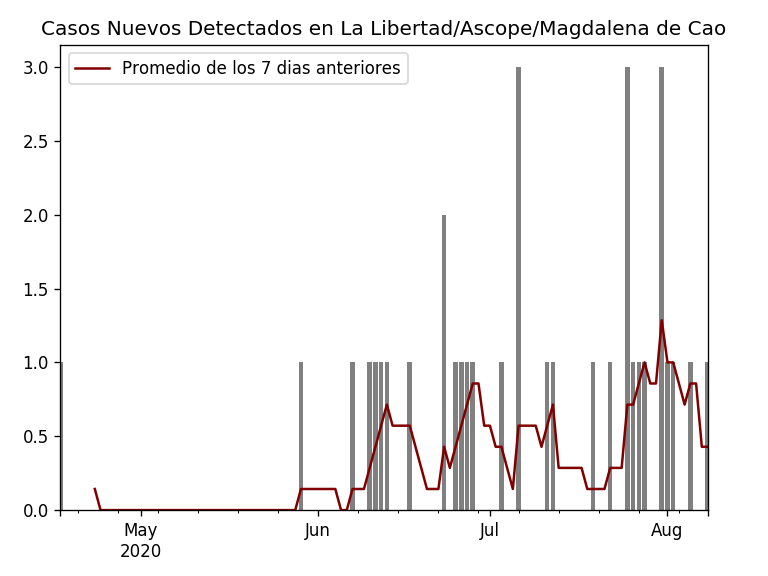 Casos Nuevos Detectados en La Libertad/Ascope/Magdalena de Cao
Promedio de los 7 dias anteriores
3.0
2.5
2.0
1.5
1.0
0.5
0.0
May Jun Jul Aug
2020